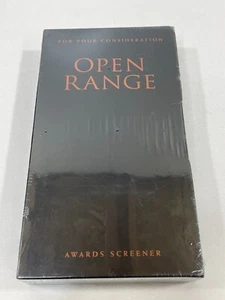 FOR YOUR CONSIDERATION
OPEN
RANGE
AWARDS SCREENER